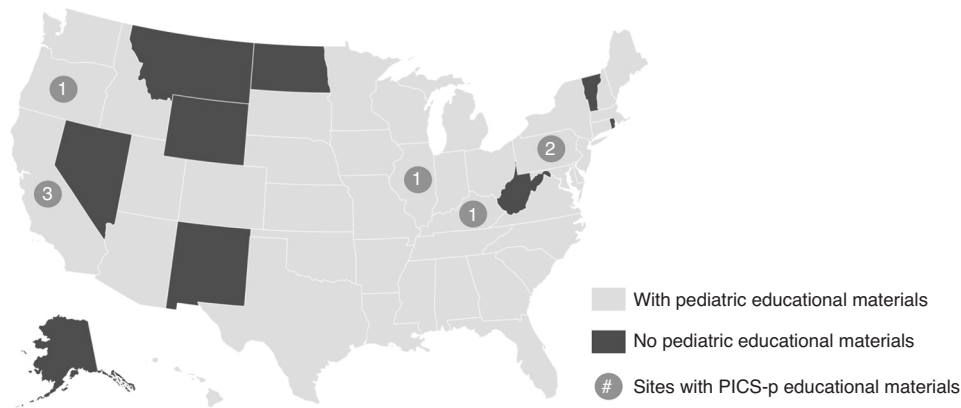 1
3
1
1
2
With pediatric educational materials
No pediatric educational materials
# Sites with PICS-p educational materials